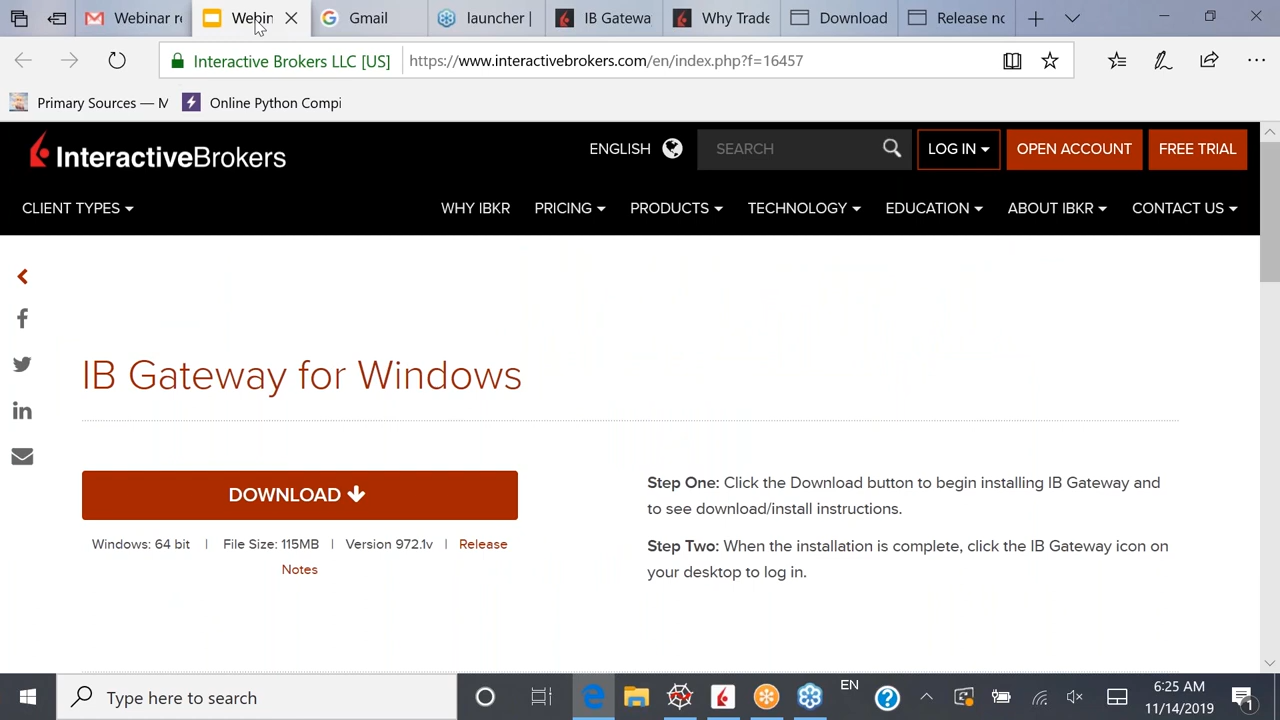 Webinar re
Webin
Gmail
launcher |
IB Gatewa
Why Trade
Download
Release no
Interactive Brokers LLC [US]
https://www.interactivebrokers.com/en/index.php?f=16457
Primary Sources — M
Online Python Compi
InteractiveBrokers
ENGLISH
SEARCH
LOG IN
OPEN ACCOUNT
FREE TRIAL
CLIENT TYPES
WHY IBKR
PRICING
PRODUCTS
TECHNOLOGY
EDUCATION
ABOUT IBKR
CONTACT US
IB Gateway for Windows
DOWNLOAD
Windows: 64 bit | File Size: 115MB | Version 972.1v | Release
Notes
Step One: Click the Download button to begin installing IB Gateway and
to see download/install instructions.
Step Two: When the installation is complete, click the IB Gateway icon on
your desktop to log in.
Type here to search
EN
6:25 AM
11/14/2019
1